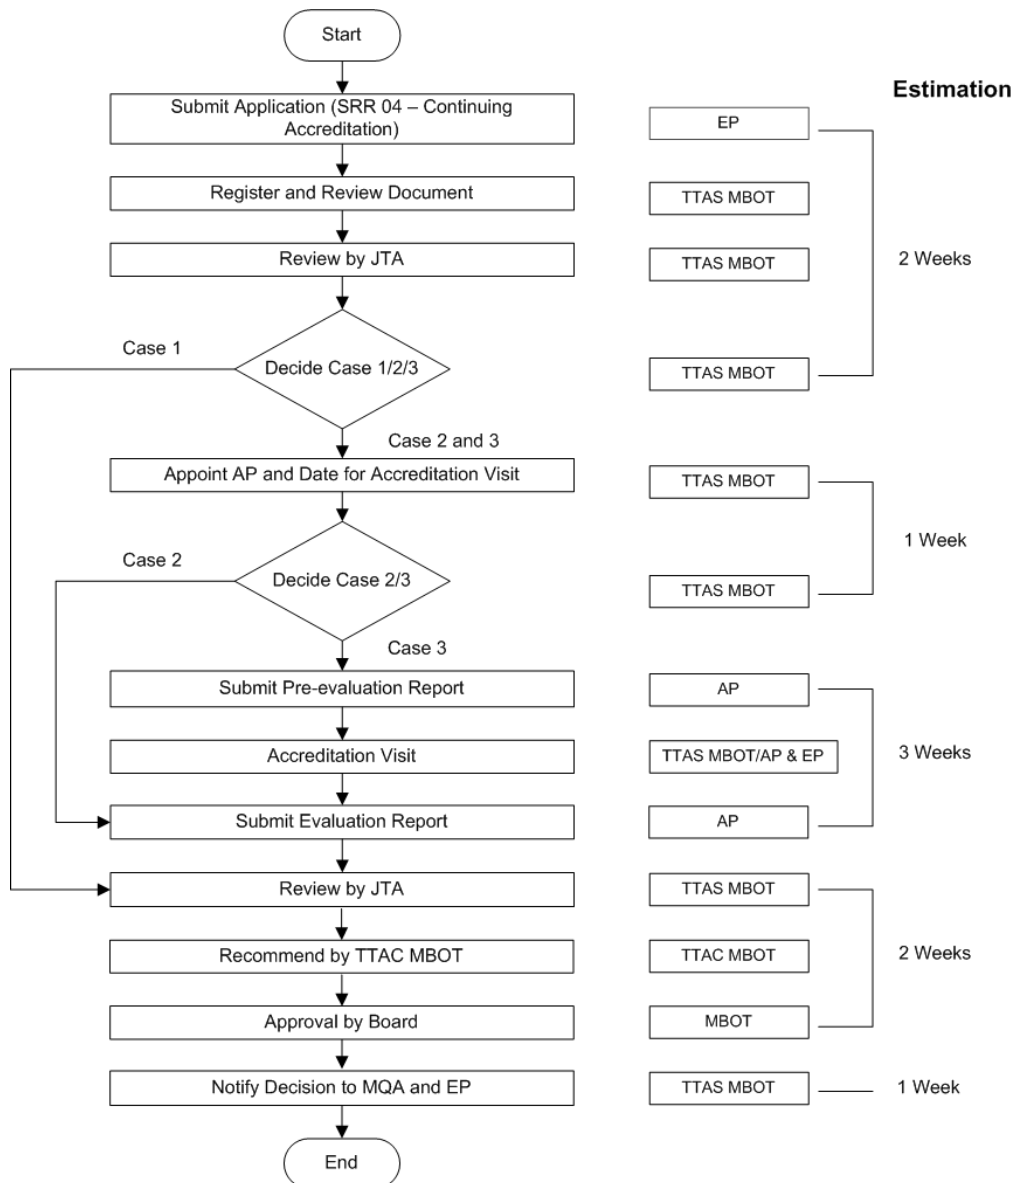 Start
Estimation
Submit Application (SRR 04 – Continuing
Accreditation)
EP
Register and Review Document
TTAS MBOT
Review by JTA
TTAS MBOT
2 Weeks
Case 1
Decide Case 1/2/3
TTAS MBOT
Case 2 and 3
Appoint AP and Date for Accreditation Visit
TTAS MBOT
1 Week
Case 2
Decide Case 2/3
TTAS MBOT
Case 3
Submit Pre-evaluation Report
AP
Accreditation Visit
TTAS MBOT/AP & EP
3 Weeks
Submit Evaluation Report
AP
Review by JTA
TTAS MBOT
Recommend by TTAC MBOT
TTAC MBOT
2 Weeks
Approval by Board
MBOT
Notify Decision to MQA and EP
TTAS MBOT
1 Week
End